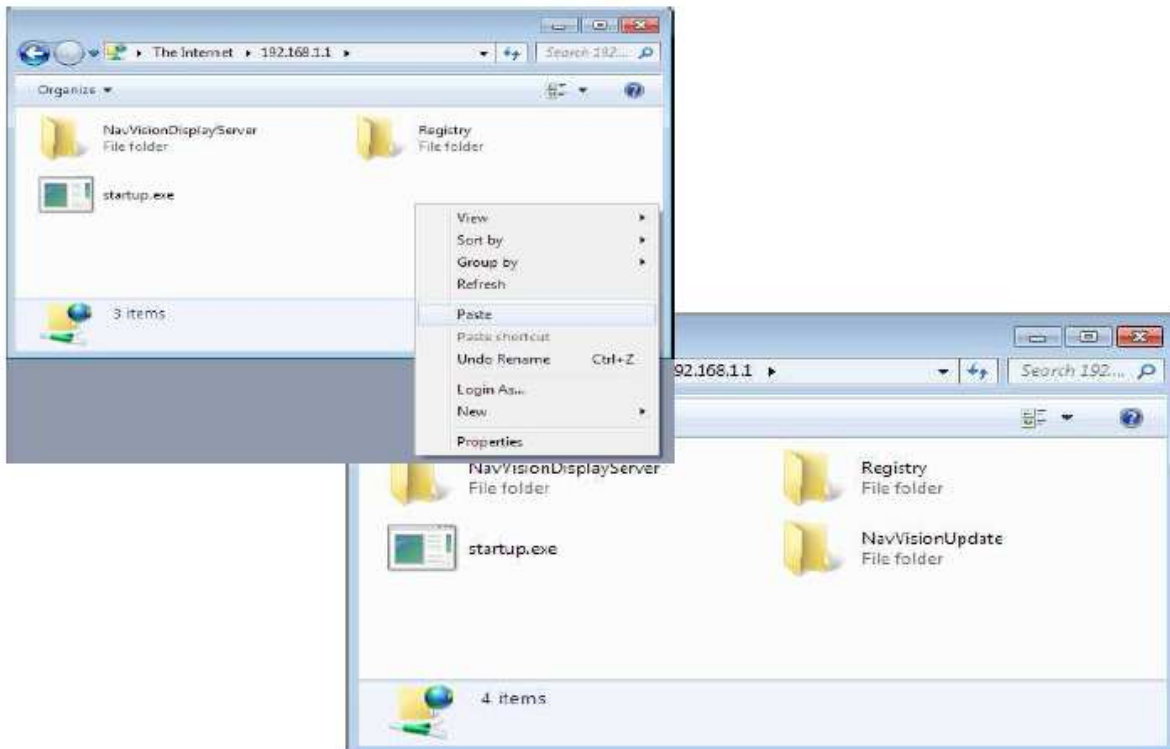 The Internet 192.168.1.1 Search 192...
Organize
NavVisionDisplayServer
File folder
Registry
File folder
startup.exe
View
Sort by
Group by
Refresh
Paste
Paste shortcut
Undo Rename Ctrl+Z
Login As...
New
Properties
3 items
92.168.1.1 Search 192...
NavVisionDisplayServer
File folder
Registry
File folder
startup.exe
NavVisionUpdate
File folder
4 items